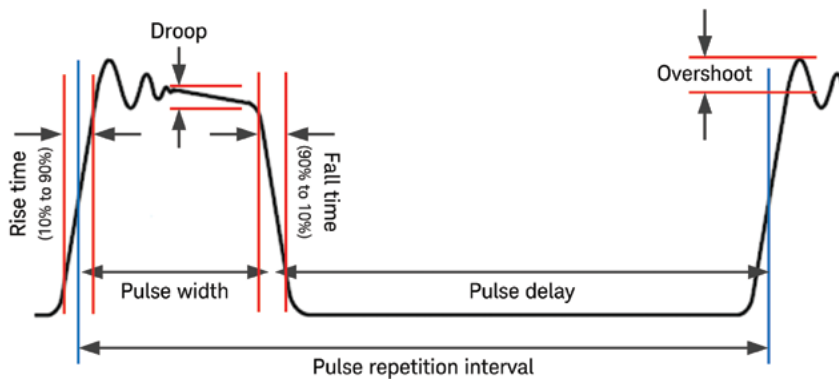 Droop
Overshoot
Rise time
(10% to 90%)
Fall time
(90% to 10%)
Pulse width
Pulse delay
Pulse repetition interval